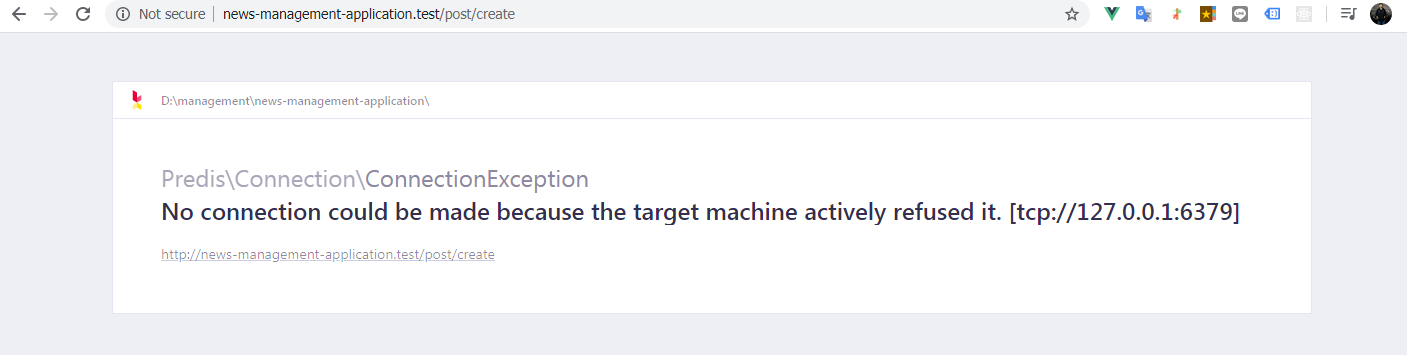 Not secure | news-management-application.test/post/create
D:\management\news-management-application\
Predis\Connection\ConnectionException
No connection could be made because the target machine actively refused it. [tcp://127.0.0.1:6379]
http://news-management-application.test/post/create